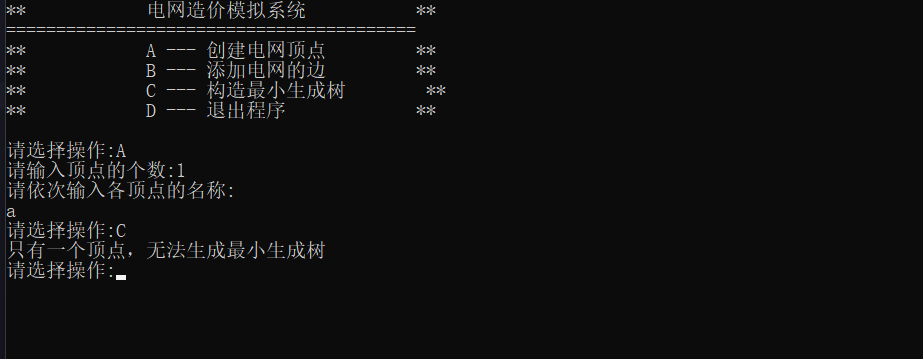 ** 电网造价模拟系统 **
=========================================
** A --- 创建电网顶点 **
** B --- 添加电网的边 **
** C --- 构造最小生成树 **
** D --- 退出程序 **
请选择操作:A
请输入顶点的个数:1
请依次输入各顶点的名称:
a
请选择操作:C
只有一个顶点，无法生成最小生成树
请选择操作: